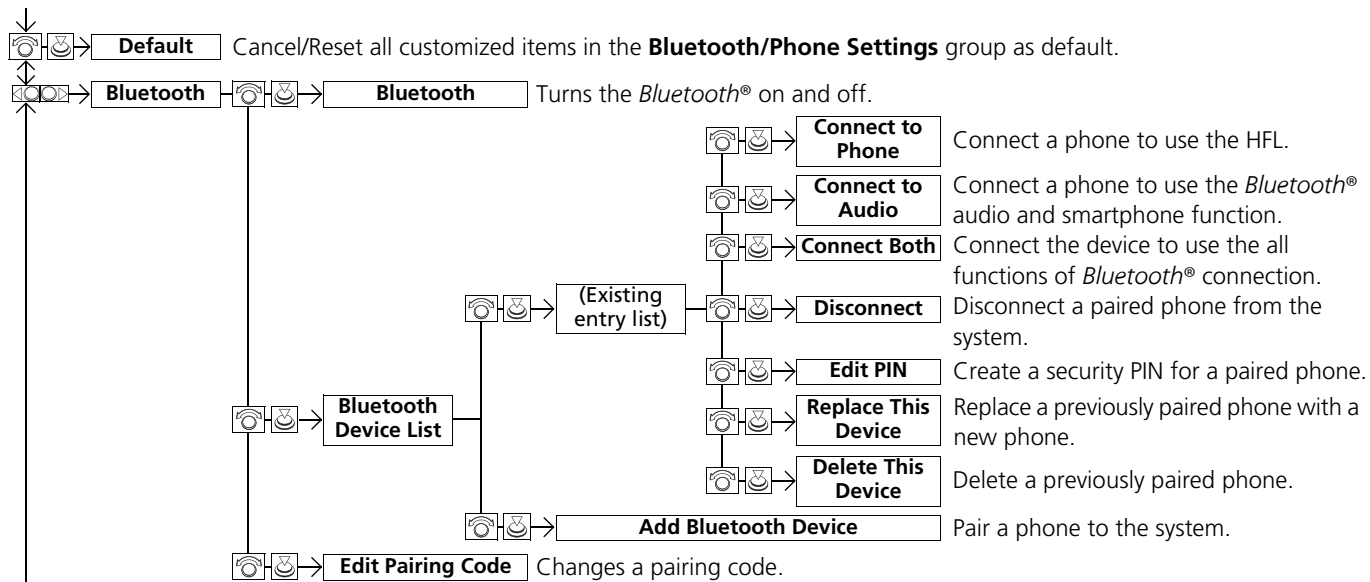 Default Cancel/Reset all customized items in the Bluetooth/Phone Settings group as default.
Bluetooth Bluetooth Turns the Bluetooth® on and off.
Connect to
Phone
Connect a phone to use the HFL.
Connect to
Audio
Connect a phone to use the Bluetooth®
audio and smartphone function.
Connect Both
Connect the device to use the all
functions of Bluetooth® connection.
(Existing
entry list)
Disconnect
Disconnect a paired phone from the
system.
Edit PIN Create a security PIN for a paired phone.
Bluetooth
Device List
Replace This
Device
Replace a previously paired phone with a
new phone.
Delete This
Device
Delete a previously paired phone.
Add Bluetooth Device Pair a phone to the system.
Edit Pairing Code Changes a pairing code.